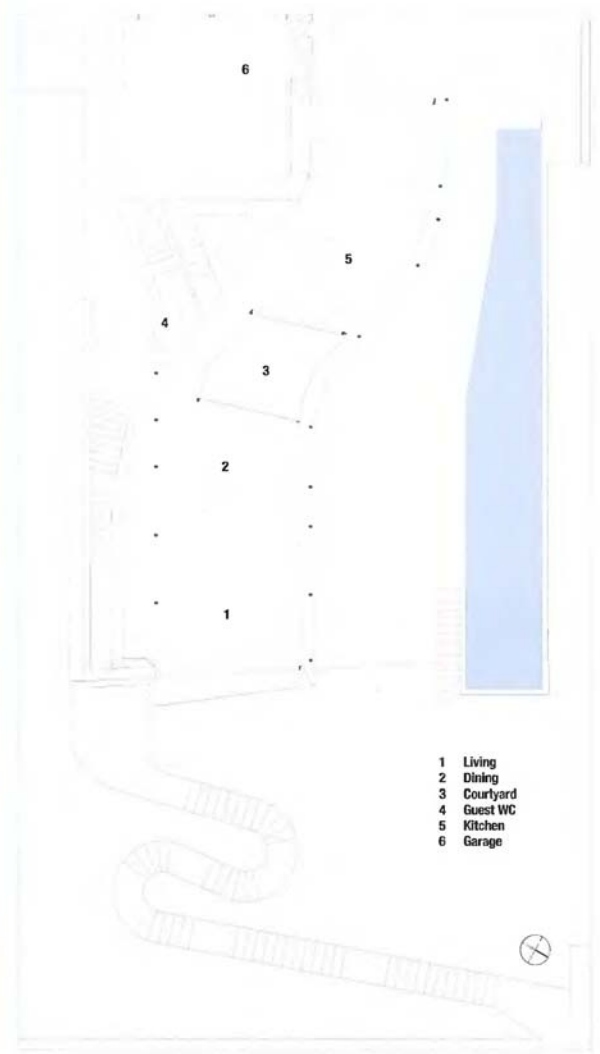 6
5
4
3
2
1
1 Living
2 Dining
3 Courtyard
4 Guest WC
5 Kitchen
6 Garage